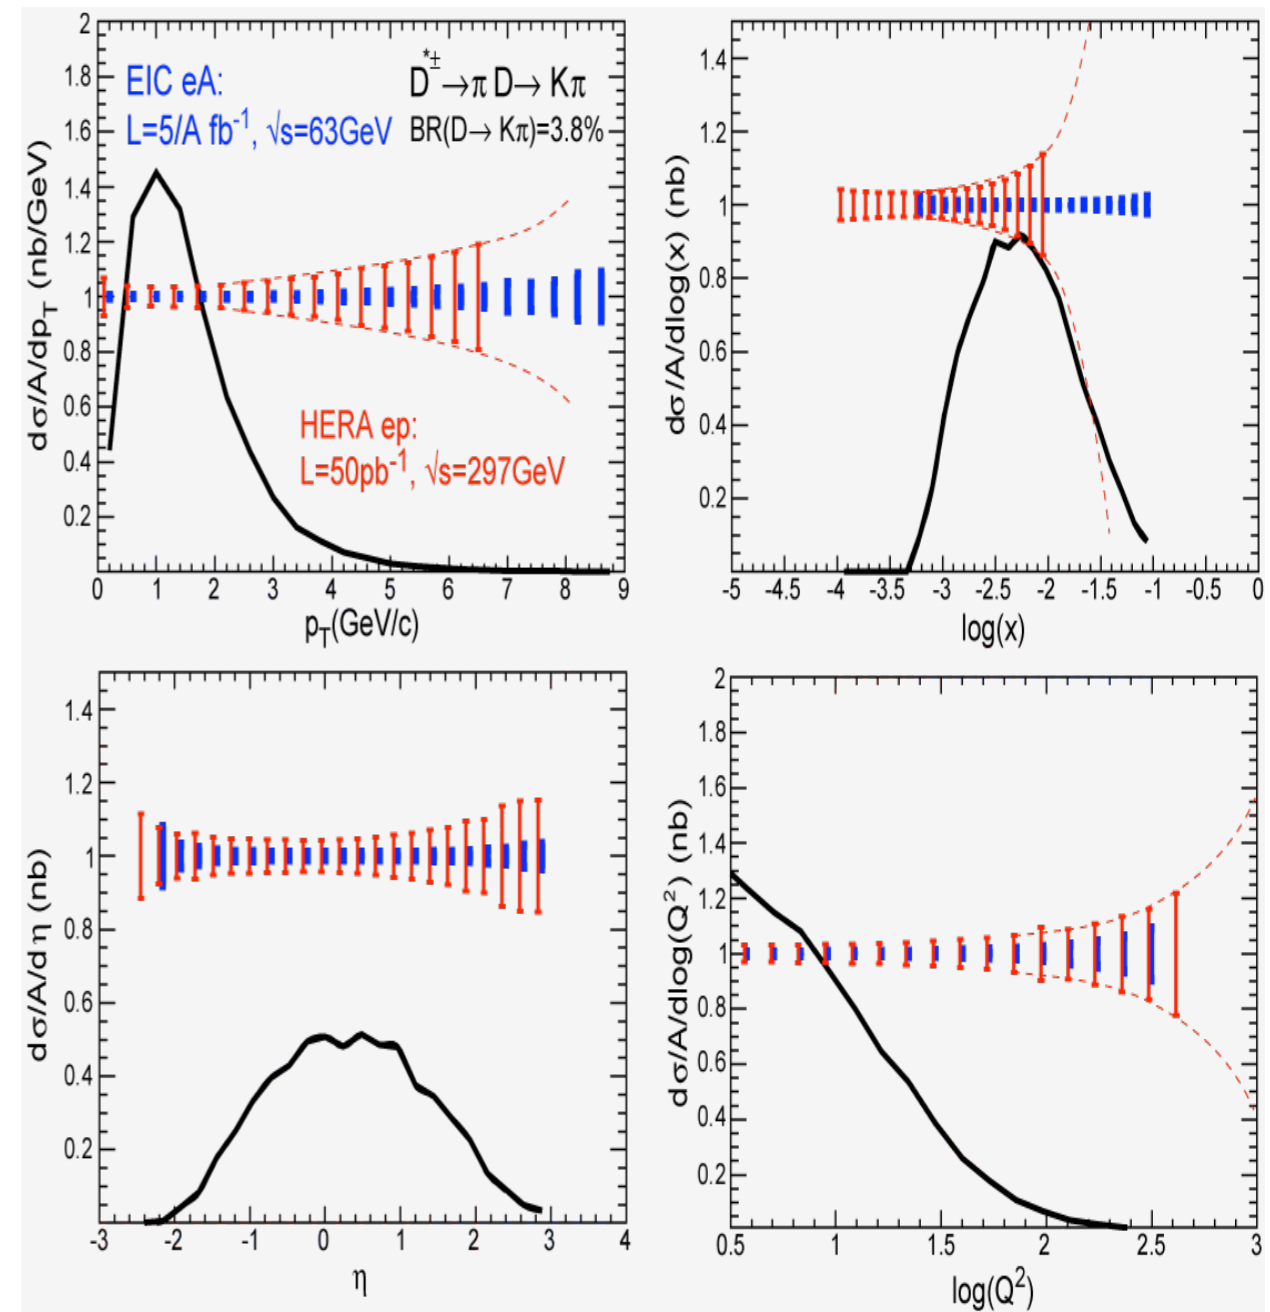 2
1.8
1.6
1.4
1.2
1
0.8
0.6
0.4
0.2
dσ/A/dp_T (nb/GeV)
EIC eA:
L=5/A fb⁻¹, √s=63GeV
D*±→π D→ Kπ
BR(D→ Kπ)=3.8%
HERA ep:
L=50pb⁻¹, √s=297GeV
0 1 2 3 4 5 6 7 8 9
p_T(GeV/c)
1.4
1.2
1
0.8
0.6
0.4
0.2
dσ/A/dlog(x) (nb)
-5 -4.5 -4 -3.5 -3 -2.5 -2 -1.5 -1 -0.5 0
log(x)
1.4
1.2
1
0.8
0.6
0.4
0.2
dσ/A/d η (nb)
-3 -2 -1 0 1 2 3 4
η
2
1.8
1.6
1.4
1.2
1
0.8
0.6
0.4
0.2
dσ/A/dlog(Q²) (nb)
0.5 1 1.5 2 2.5 3
log(Q²)